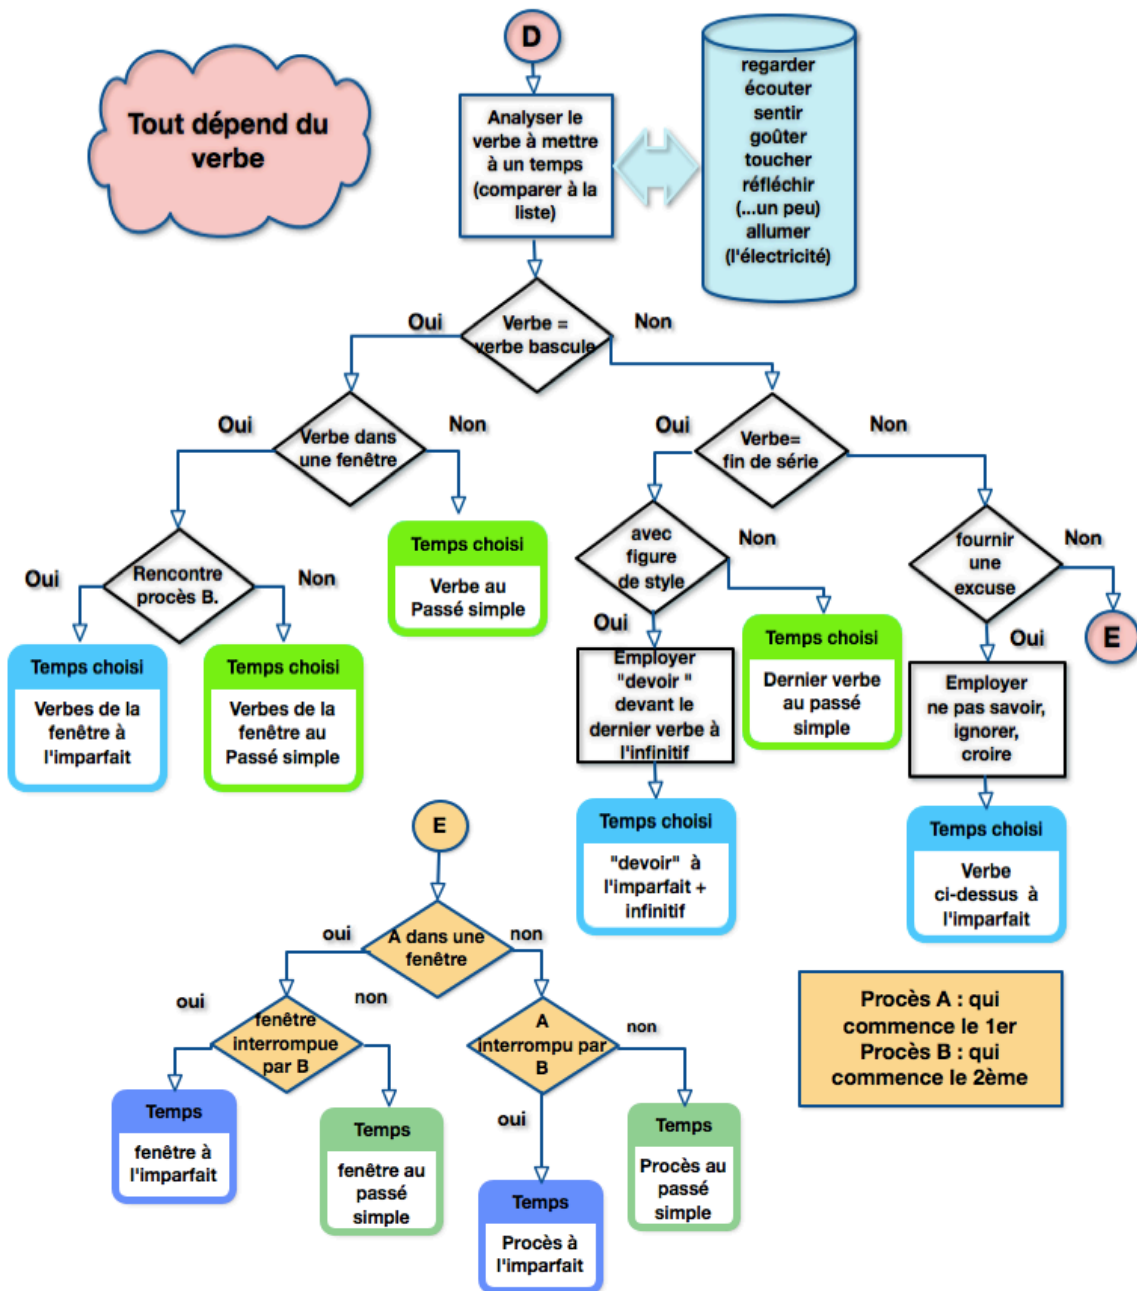 D
Tout dépend du
verbe
Analyser le
verbe à mettre
à un temps
(comparer à la
liste)
regarder
écouter
sentir
goûter
toucher
réfléchir
(...un peu)
allumer
(l'électricité)
Oui
Verbe =
verbe bascule
Non
Oui
Verbe dans
une fenêtre
Non
Oui
Verbe=
fin de série
Non
Oui
Rencontre
procès B.
Non
Temps choisi
Verbe au
Passé simple
avec
figure
de style
Non
Oui
fournir
une
excuse
Non
Oui
E
Temps choisi
Verbes de la
fenêtre à
l'imparfait
Temps choisi
Verbes de la
fenêtre au
Passé simple
Employer
"devoir "
devant le
dernier verbe à
l'infinitif
Temps choisi
Dernier verbe
au passé
simple
Employer
ne pas savoir,
ignorer,
croire
Temps choisi
"devoir" à
l'imparfait +
infinitif
Temps choisi
Verbe
ci-dessus à
l'imparfait
E
oui
A dans une
fenêtre
non
oui
fenêtre
interrompue
par B
non
A
interrompu par
B
non
oui
Temps
fenêtre à
l'imparfait
Temps
fenêtre au
passé
simple
Temps
Procès à
l'imparfait
Temps
Procès au
passé
simple
Procès A : qui
commence le 1er
Procès B : qui
commence le 2ème